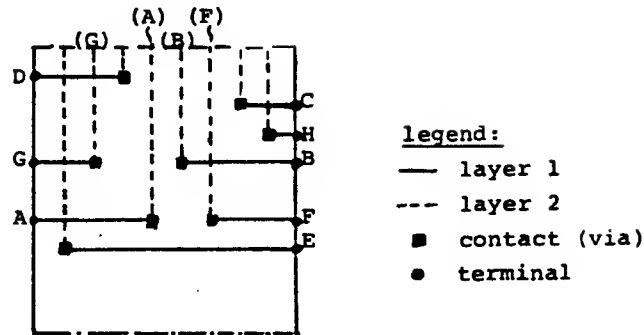 (A) (F)
(G) (B)
D
C
H
G
B
A
F
E
legend:
layer 1
layer 2
contact (via)
terminal